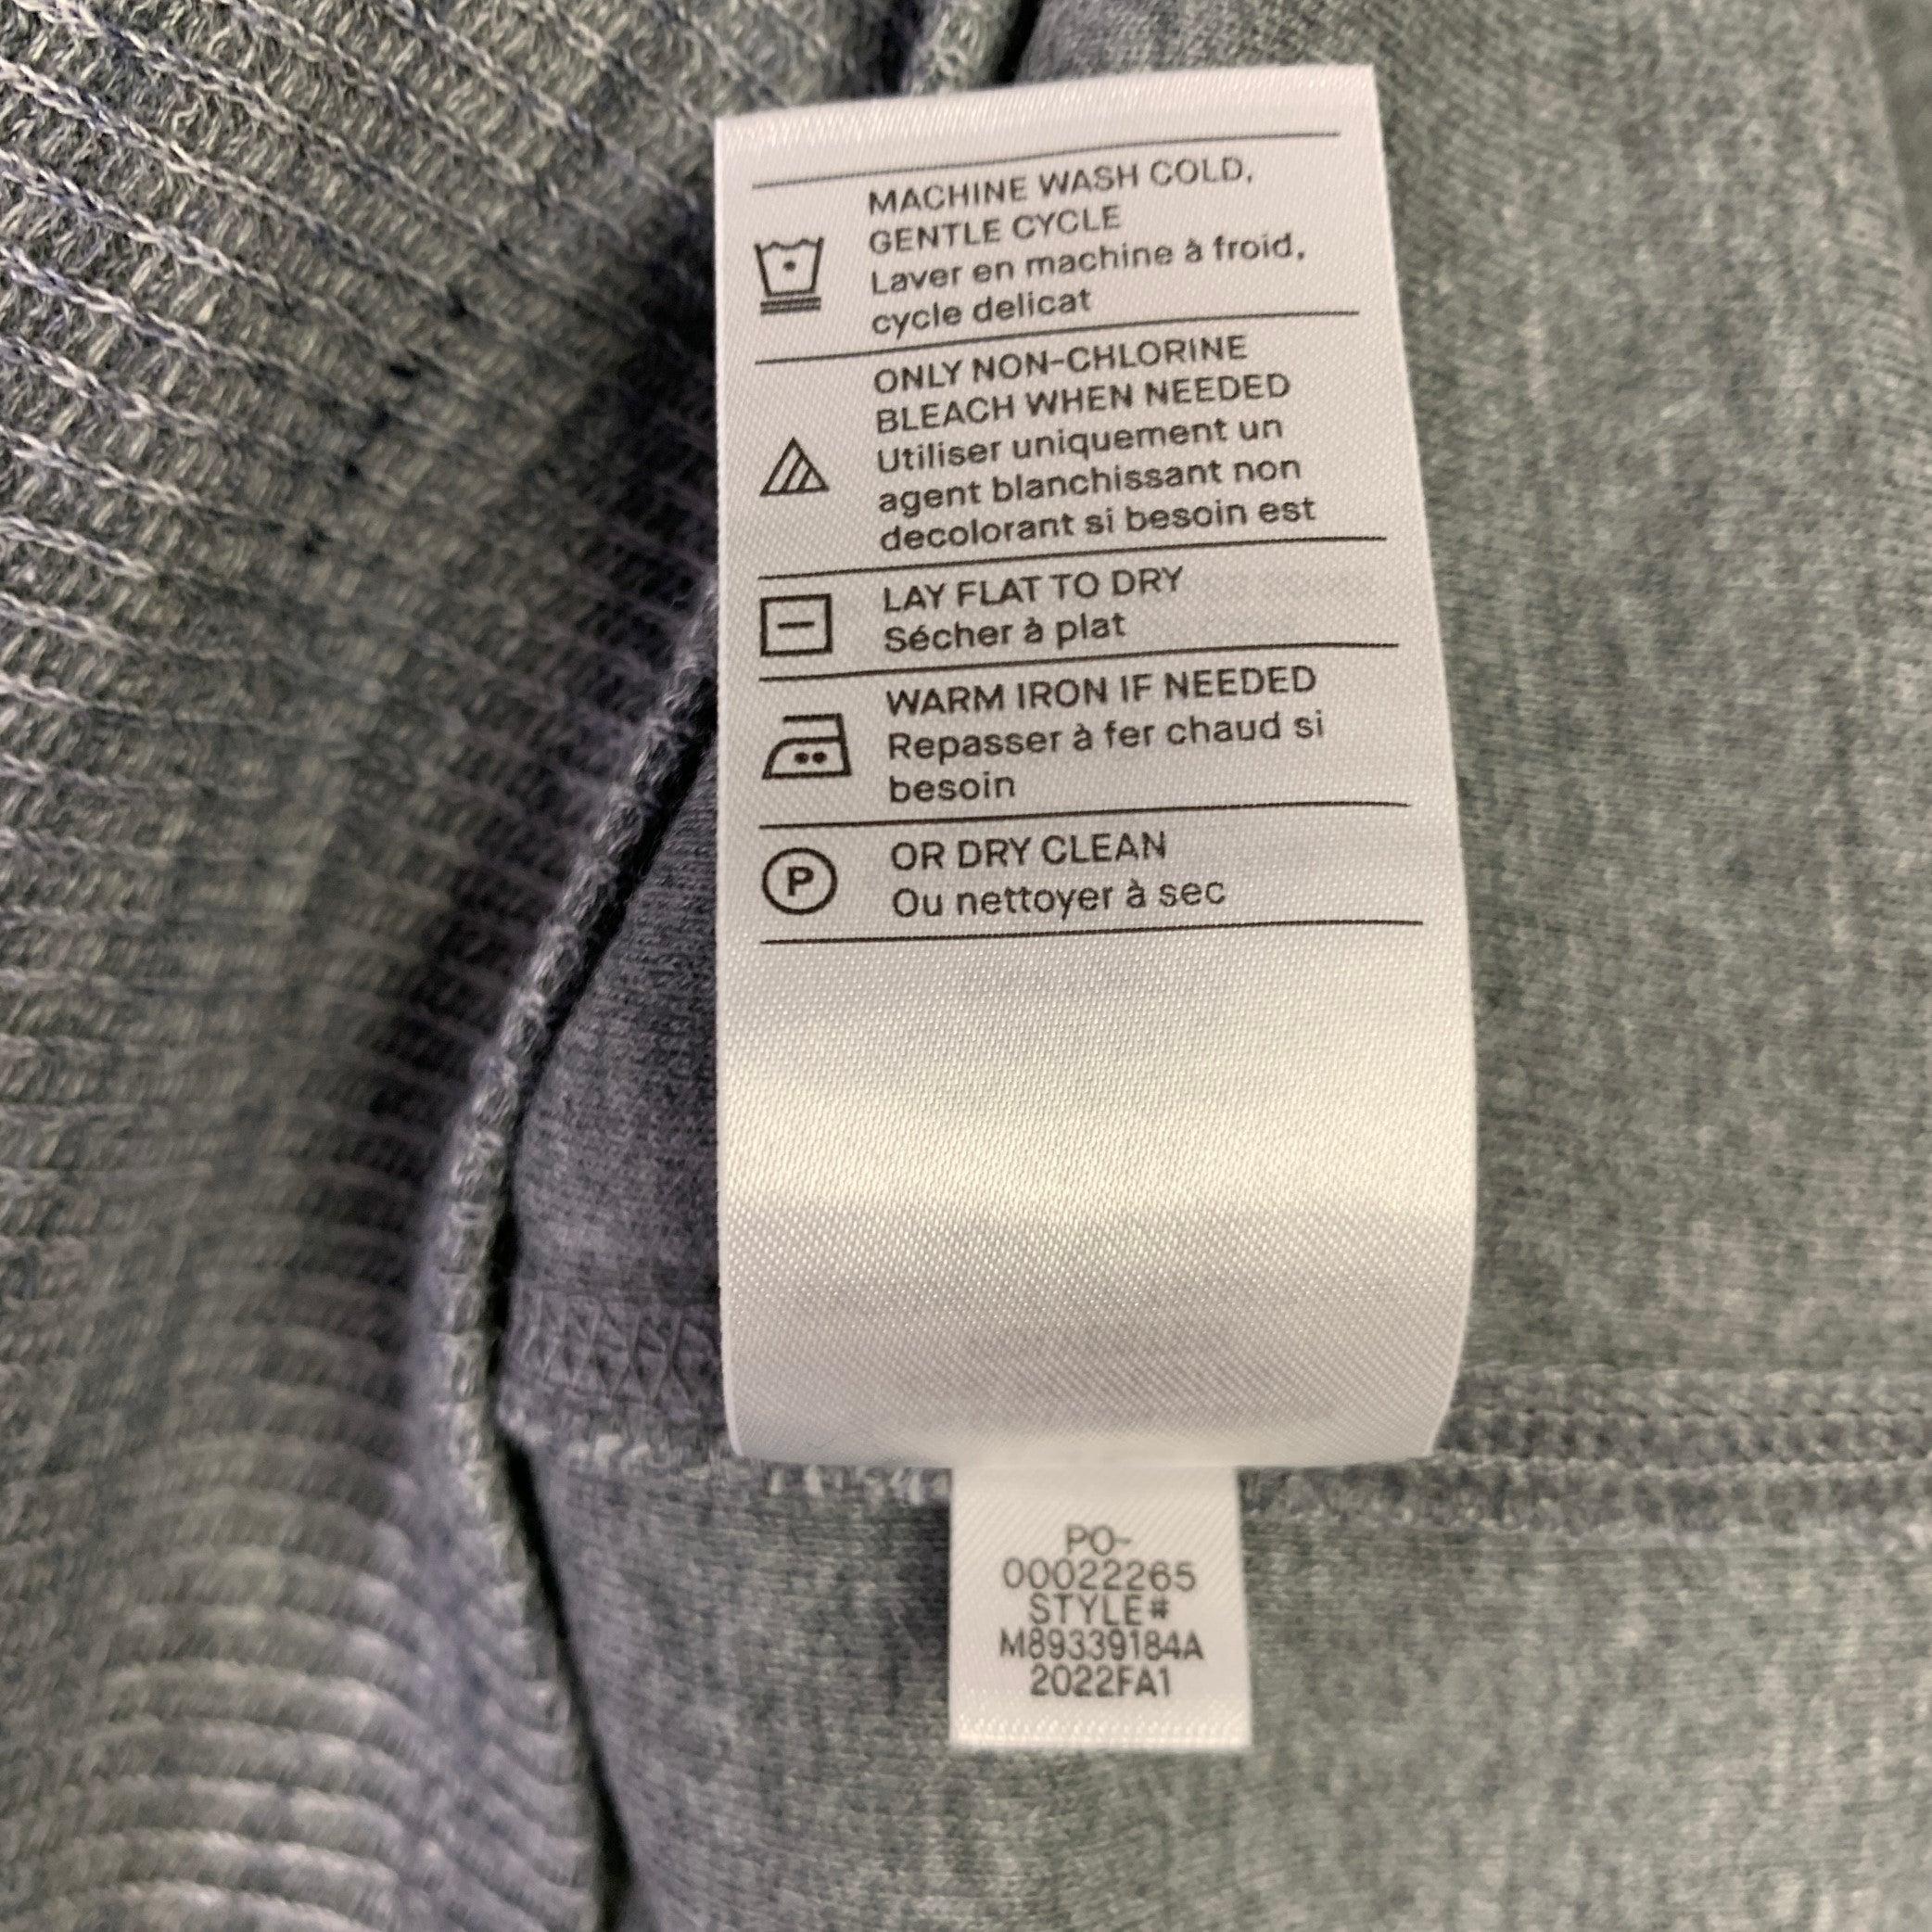 MACHINE WASH COLD,
GENTLE CYCLE
Laver en machine à froid,
cycle delicat
ONLY NON-CHLORINE
BLEACH WHEN NEEDED
Utiliser uniquement un
agent blanchissant non
decolorant si besoin est
LAY FLAT TO DRY
Sécher à plat
WARM IRON IF NEEDED
Repasser à fer chaud si
besoin
P
OR DRY CLEAN
Ou nettoyer à sec
PO-
00022265
STYLE#
M89339184A
2022FA1